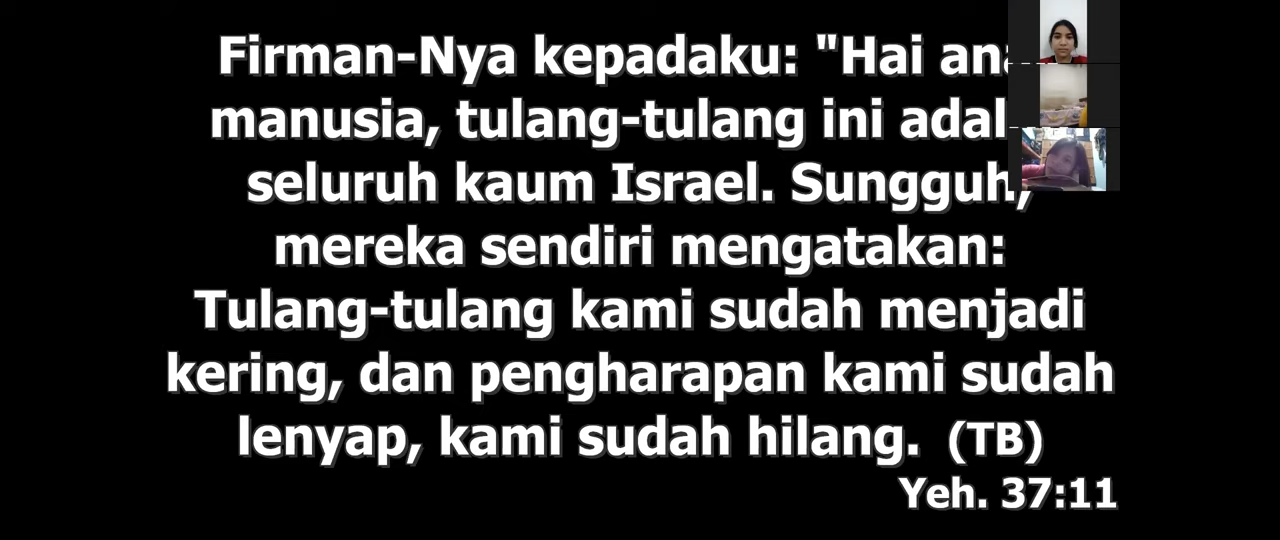 Firman-Nya kepadaku: "Hai
manusia, tulang-tulang ini
seluruh kaum Israel. Sungguh,
mereka sendiri mengatakan:
Tulang-tulang kami sudah menjadi
kering, dan pengharapan kami sudah
lenyap, kami sudah hilang. (TB)
Yeh. 37:11